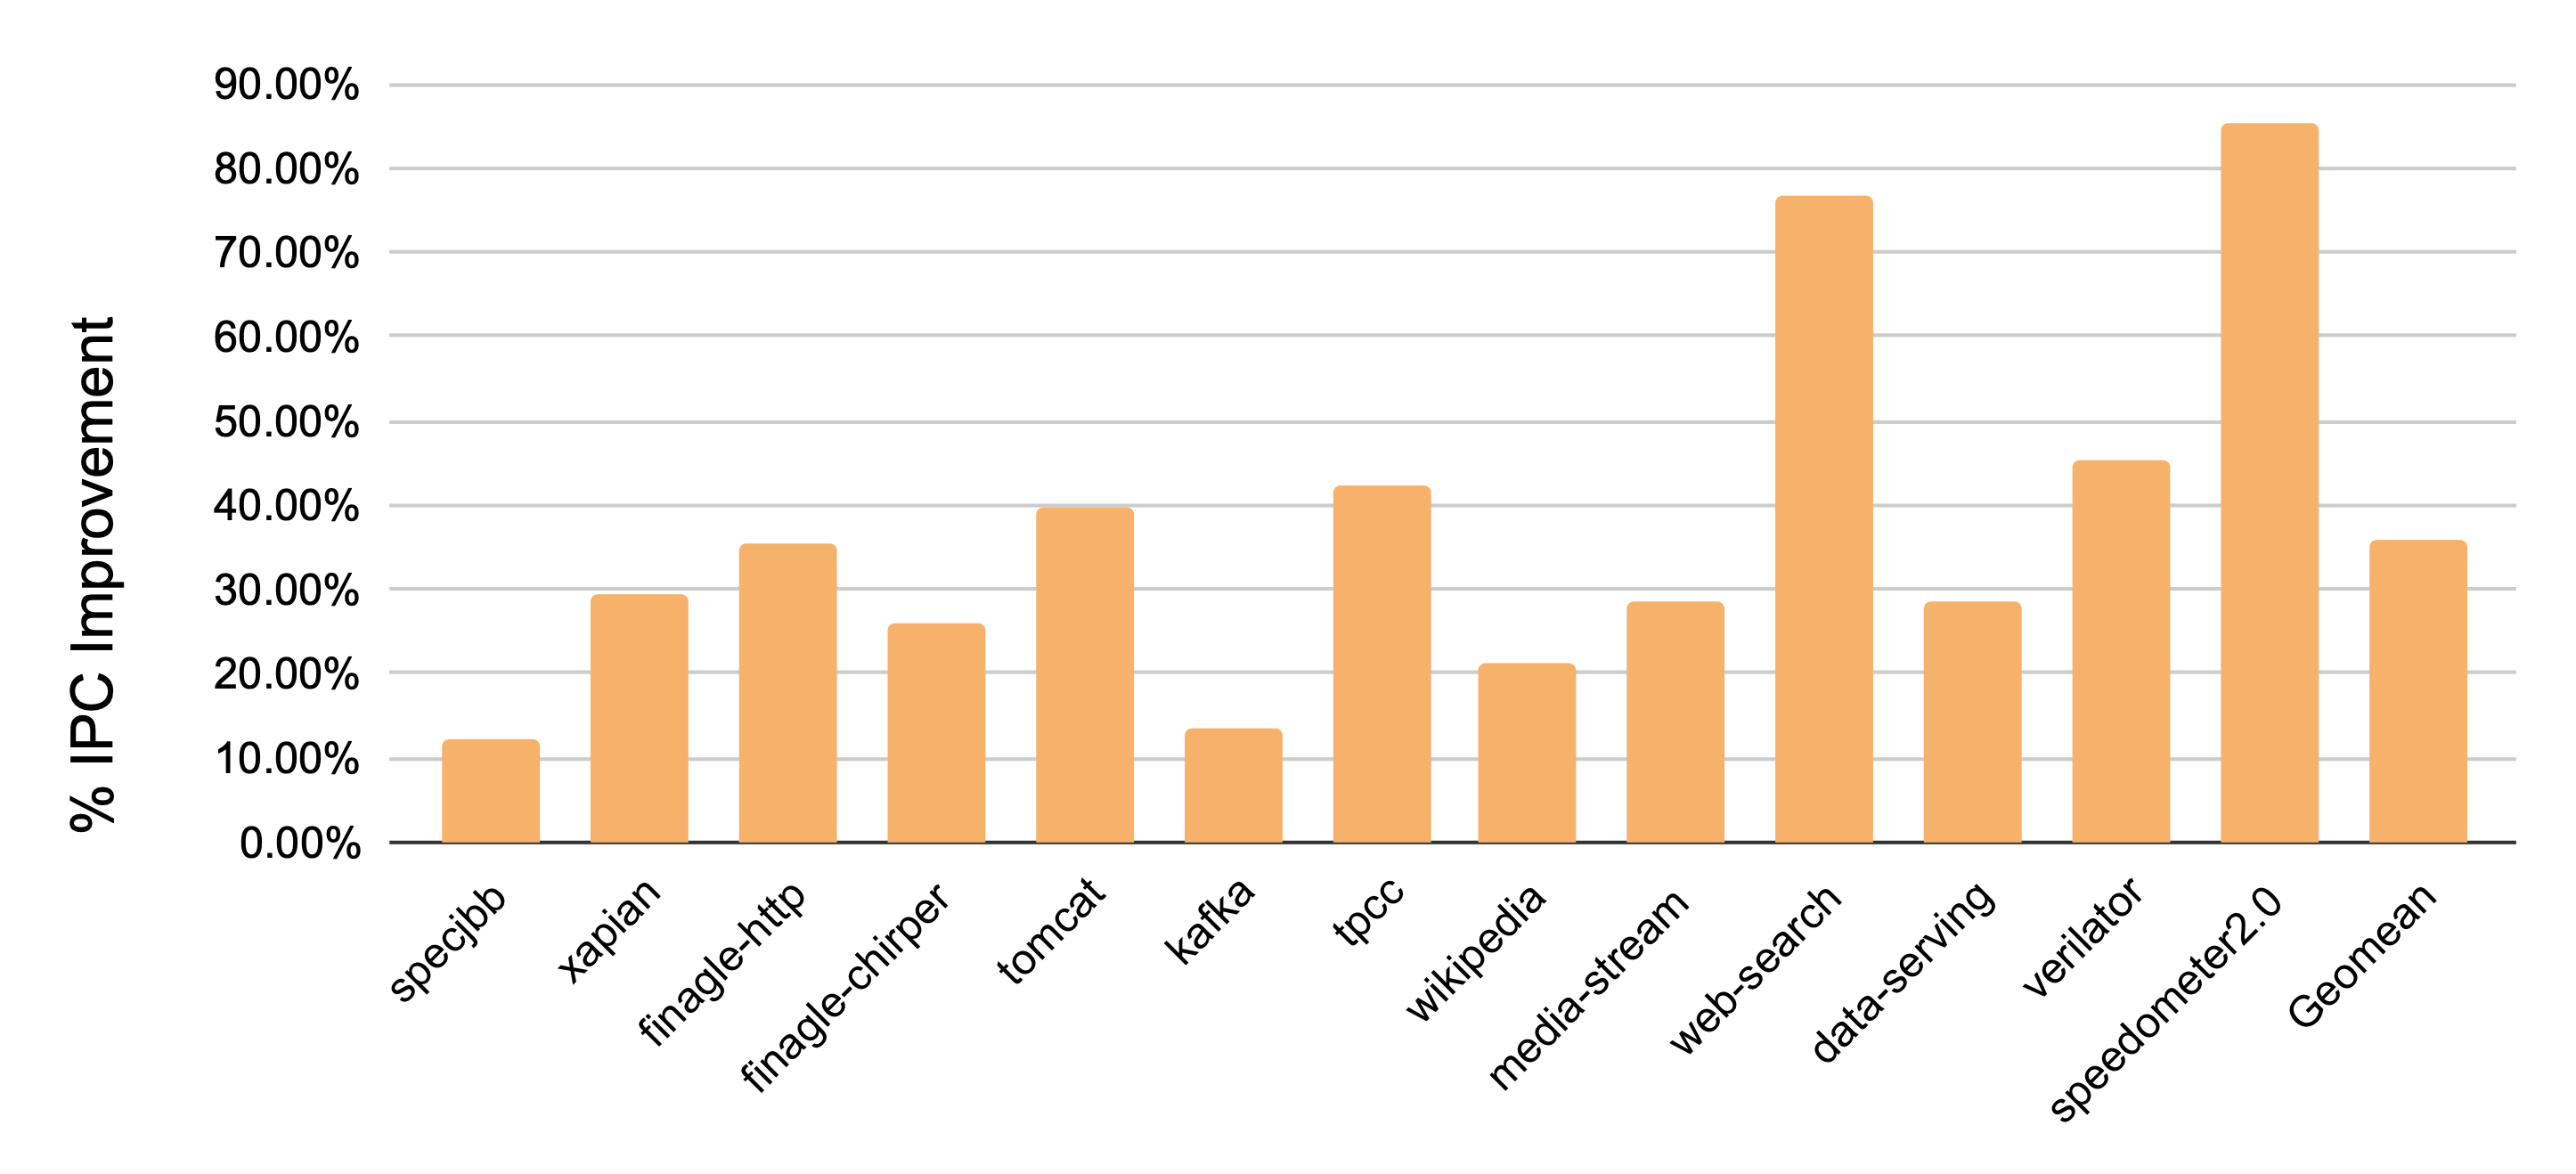 % IPC Improvement
90.00%
80.00%
70.00%
60.00%
50.00%
40.00%
30.00%
20.00%
10.00%
0.00%
specjbb
xapian
finagle-http
finagle-chirper
tomcat
kafka
tpcc
wikipedia
media-stream
web-search
data-serving
verilator
speedometer2.0
Geomean